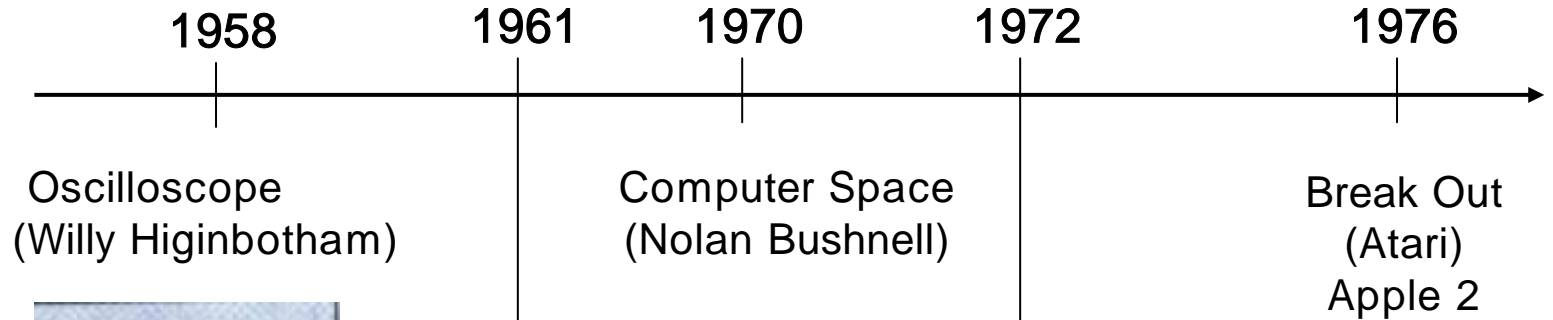 1958 1961 1970 1972 1976
Oscilloscope
(Willy Higinbotham)
Computer Space
(Nolan Bushnell)
Break Out
(Atari)
Apple 2